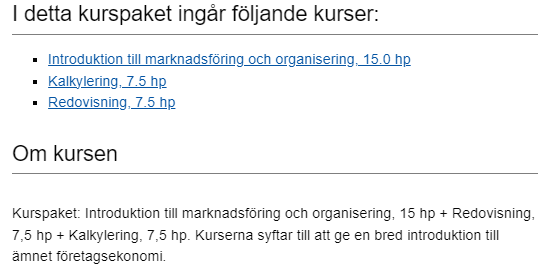 I detta kurspaket ingår följande kurser:
Introduktion till marknadsföring och organisering, 15.0 hp
Kalkylering, 7.5 hp
Redovisning, 7.5 hp
Om kursen
Kurspaket: Introduktion till marknadsföring och organisering, 15 hp + Redovisning,
7,5 hp + Kalkylering, 7,5 hp. Kurserna syftar till att ge en bred introduktion till
ämnet företagsekonomi.